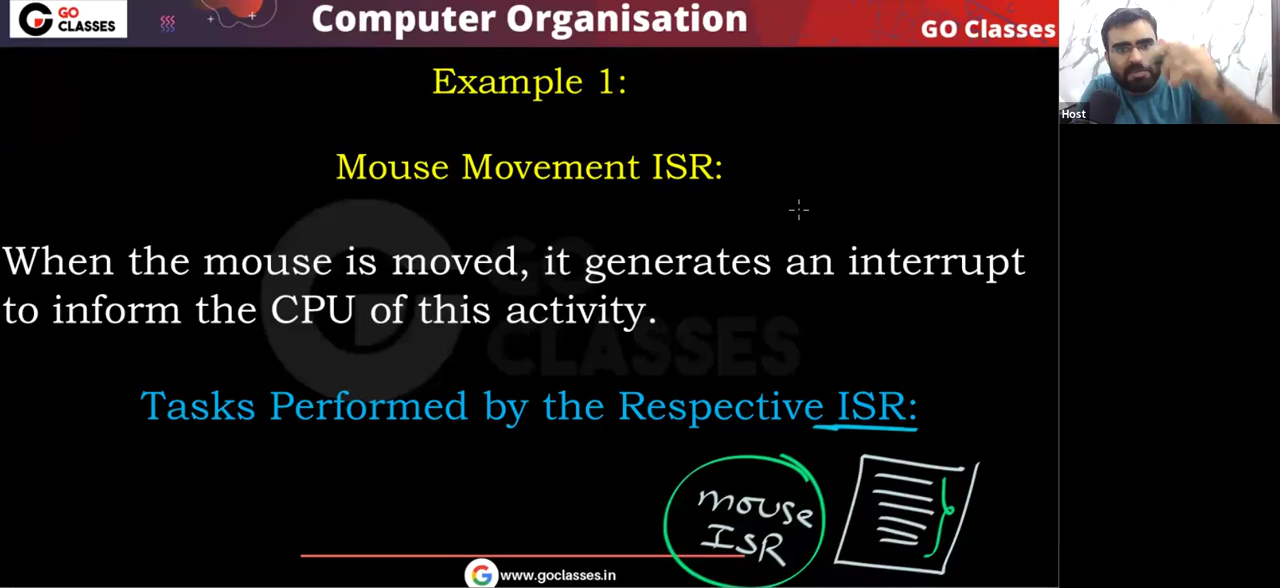 GO
CLASSES
Computer Organisation
GO Classes
Host
Example 1:
Mouse Movement ISR:
When the mouse is moved, it generates an interrupt
to inform the CPU of this activity.
GO
CLASSES
Tasks Performed by the Respective ISR:
mouse
ISR
www.goclasses.in